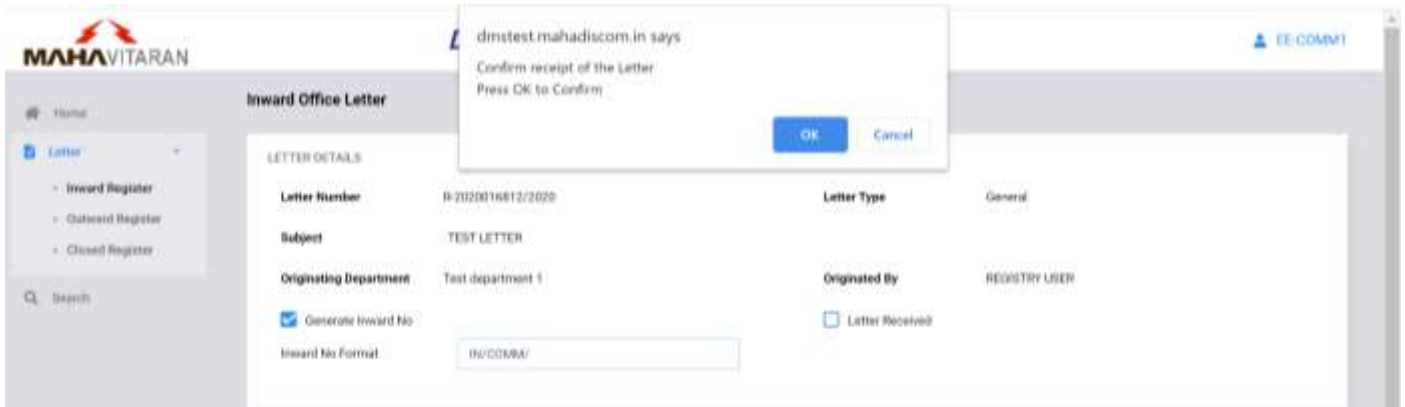 MAHAVITARAN
dmstest.mahadiscom.in says
Confirm receipt of the Letter
Press OK to Confirm
OK Cancel
EE-COMM1
Home
Letter
Inward Register
Outward Register
Closed Register
Search
Inward Office Letter
LETTER DETAILS
Letter Number R-2020016812/2020 Letter Type General
Subject TEST LETTER
Originating Department Test department 1 Originated By REGISTRY USER
Generate Inward No Letter Received
Inward No Format IN/COMM/